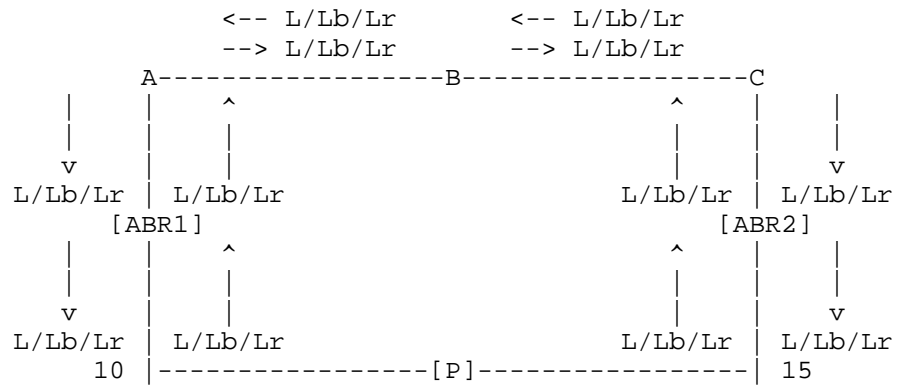 <-- L/Lb/Lr <-- L/Lb/Lr
--> L/Lb/Lr --> L/Lb/Lr
A------------------B------------------C
| | ^ ^ | |
| | | | | |
v | | | | v
L/Lb/Lr | L/Lb/Lr L/Lb/Lr | L/Lb/Lr
[ABR1] [ABR2]
| | ^ ^ | |
| | | | | |
v | | | | v
L/Lb/Lr | L/Lb/Lr L/Lb/Lr | L/Lb/Lr
10 |------------------[P]------------------| 15